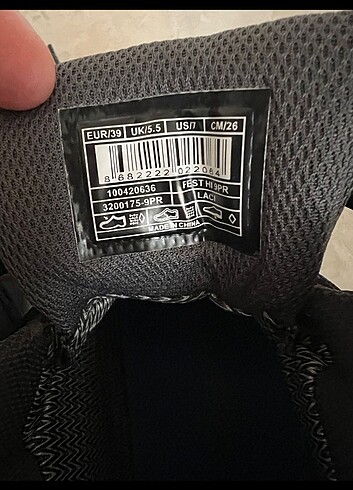 EUR/39 UK/5.5 US/7 CM/26
8 682222 022064
100420636 FEST HI 9PR
3200175-9PR LACI
MADE IN CHINA